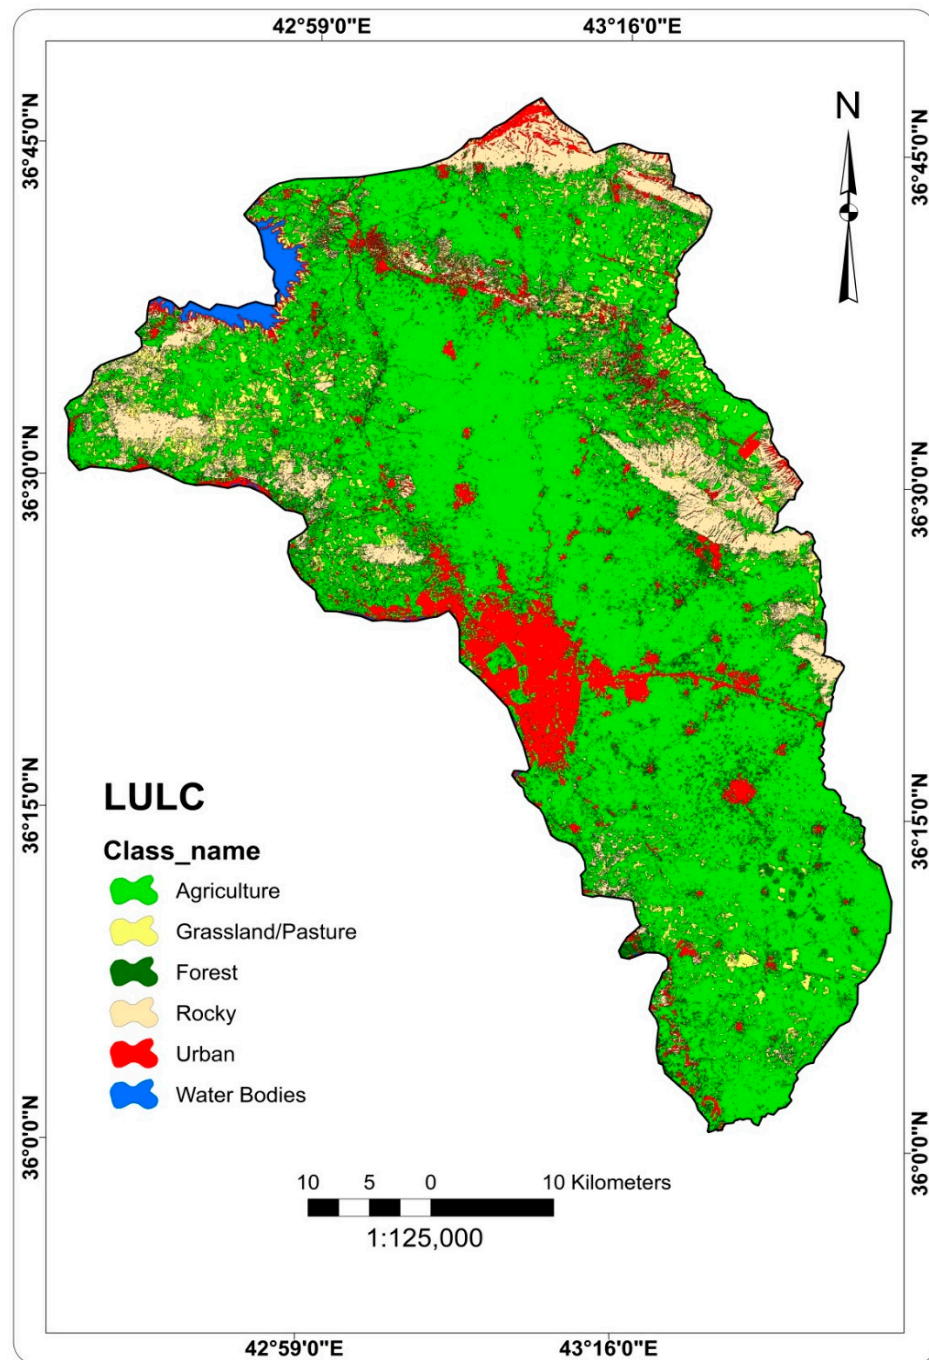 42°59'0"E 43°16'0"E
N
36°45'0"N 36°45'0"N
36°30'0"N 36°30'0"N
36°15'0"N 36°15'0"N
LULC
Class_name
Agriculture
Grassland/Pasture
Forest
Rocky
Urban
Water Bodies
36°0'0"N 36°0'0"N
10 5 0 10 Kilometers
1:125,000
42°59'0"E 43°16'0"E